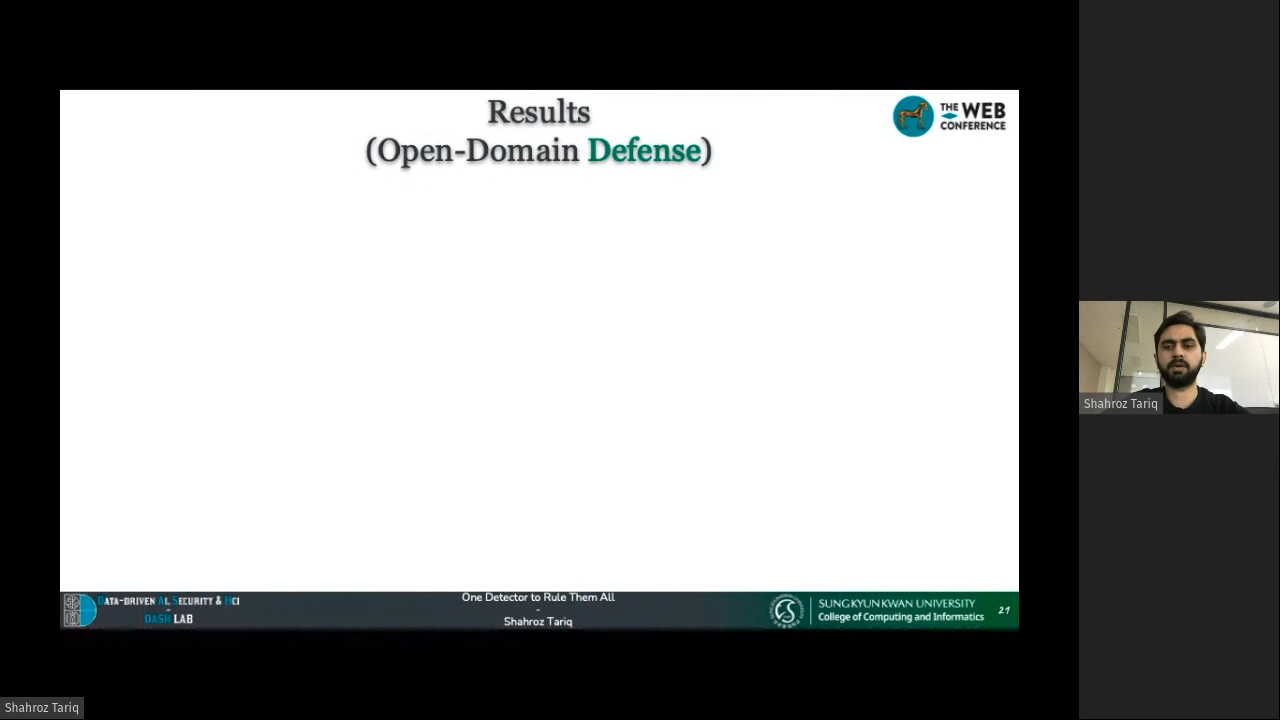 Results
(Open-Domain Defense)
THE WEB
CONFERENCE
Shahroz Tariq
DATA-DRIVEN AI SECURITY & HCI
DASH LAB
One Detector to Rule Them All
-
Shahroz Tariq
SUNGKYUNKWAN UNIVERSITY
College of Computing and Informatics
21
Shahroz Tariq